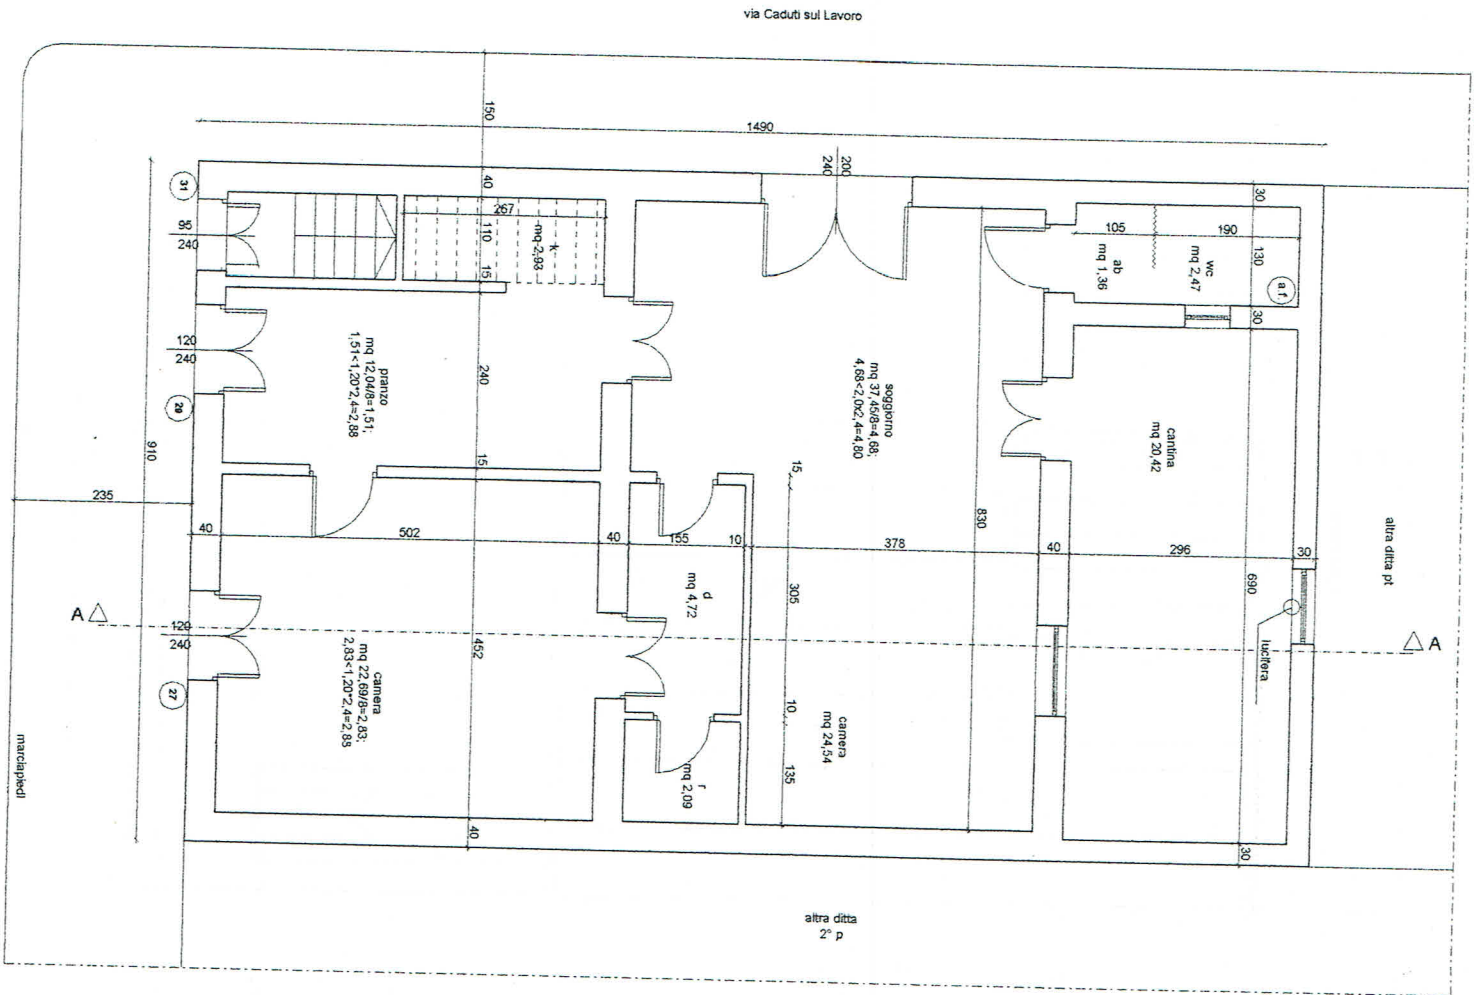 via Caduti sul Lavoro
150
1490
240
200
31
95
240
40
267
110
15
k
mq 2,93
30
105
190
130
ab
mq 1,36
wc
mq 2,47
a.f.
30
120
240
29
pranzo
mq 12,04/8=1,51;
1,51<1,20*2,4=2,88
240
15
soggiorno
mq 37,45/8=4,68;
4,68<2,0x2,4=4,80
cantina
mq 20,42
910
235
15
830
altra ditta pt
40
502
40
155
10
378
40
296
30
690
d
mq 4,72
305
A
120
240
27
452
camera
mq 22,69/8=2,83;
2,83<1,20*2,4=2,88
10
camera
mq 24,54
lucifera
A
r
mq 2,09
135
marciapiedi
40
30
altra ditta
2° p